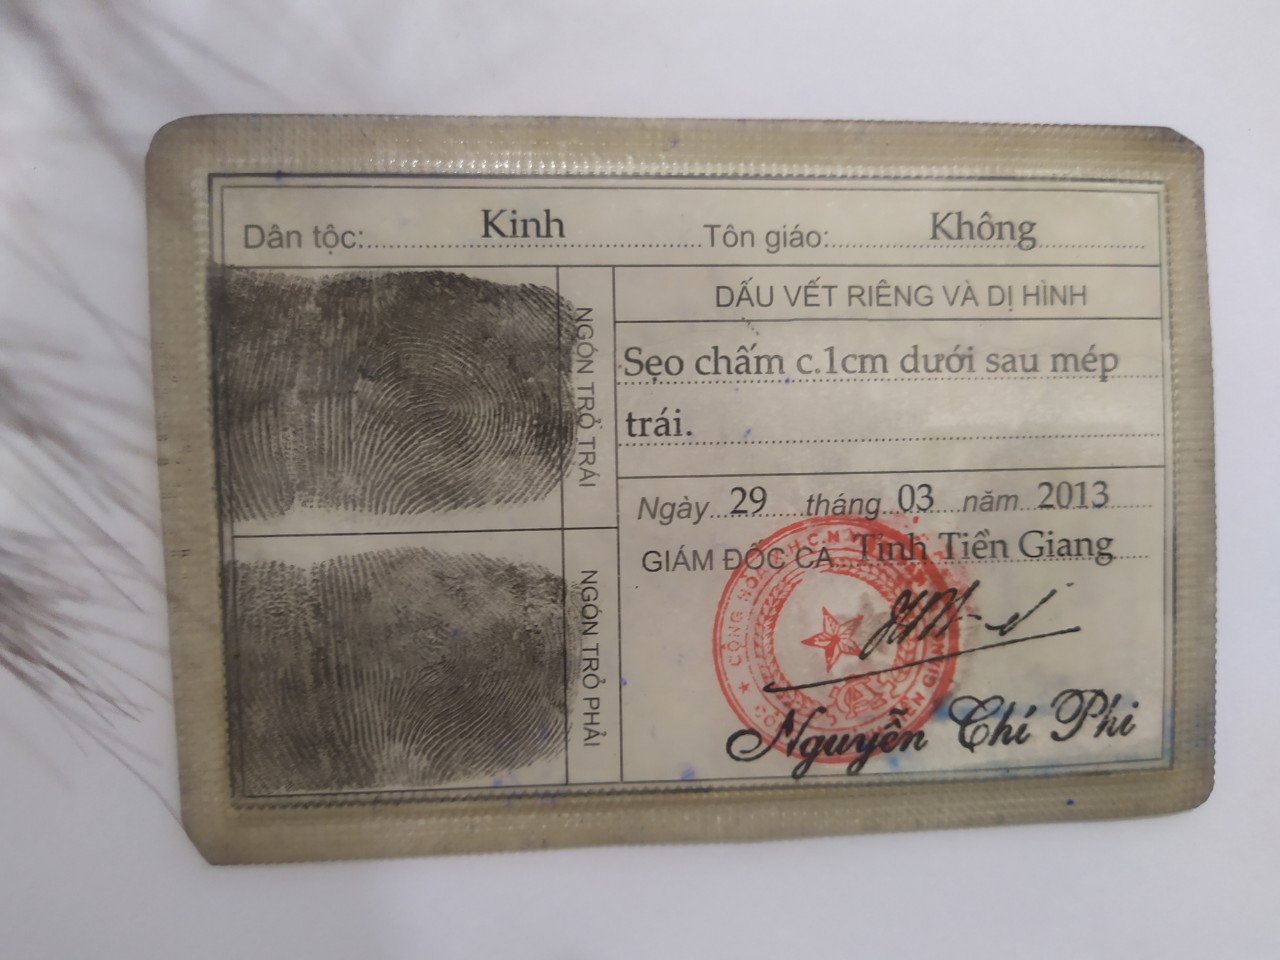 Dân tộc: Kinh Tôn giáo: Không
NGÓN TRỎ TRÁI
NGÓN TRỎ PHẢI
DẤU VẾT RIÊNG VÀ DỊ HÌNH
Sẹo chấm c.1cm dưới sau mép
trái.
Ngày 29 tháng 03 năm 2013
GIÁM ĐỐC CA Tỉnh Tiền Giang
CỘNG HÒA
Nguyễn Chí Phi